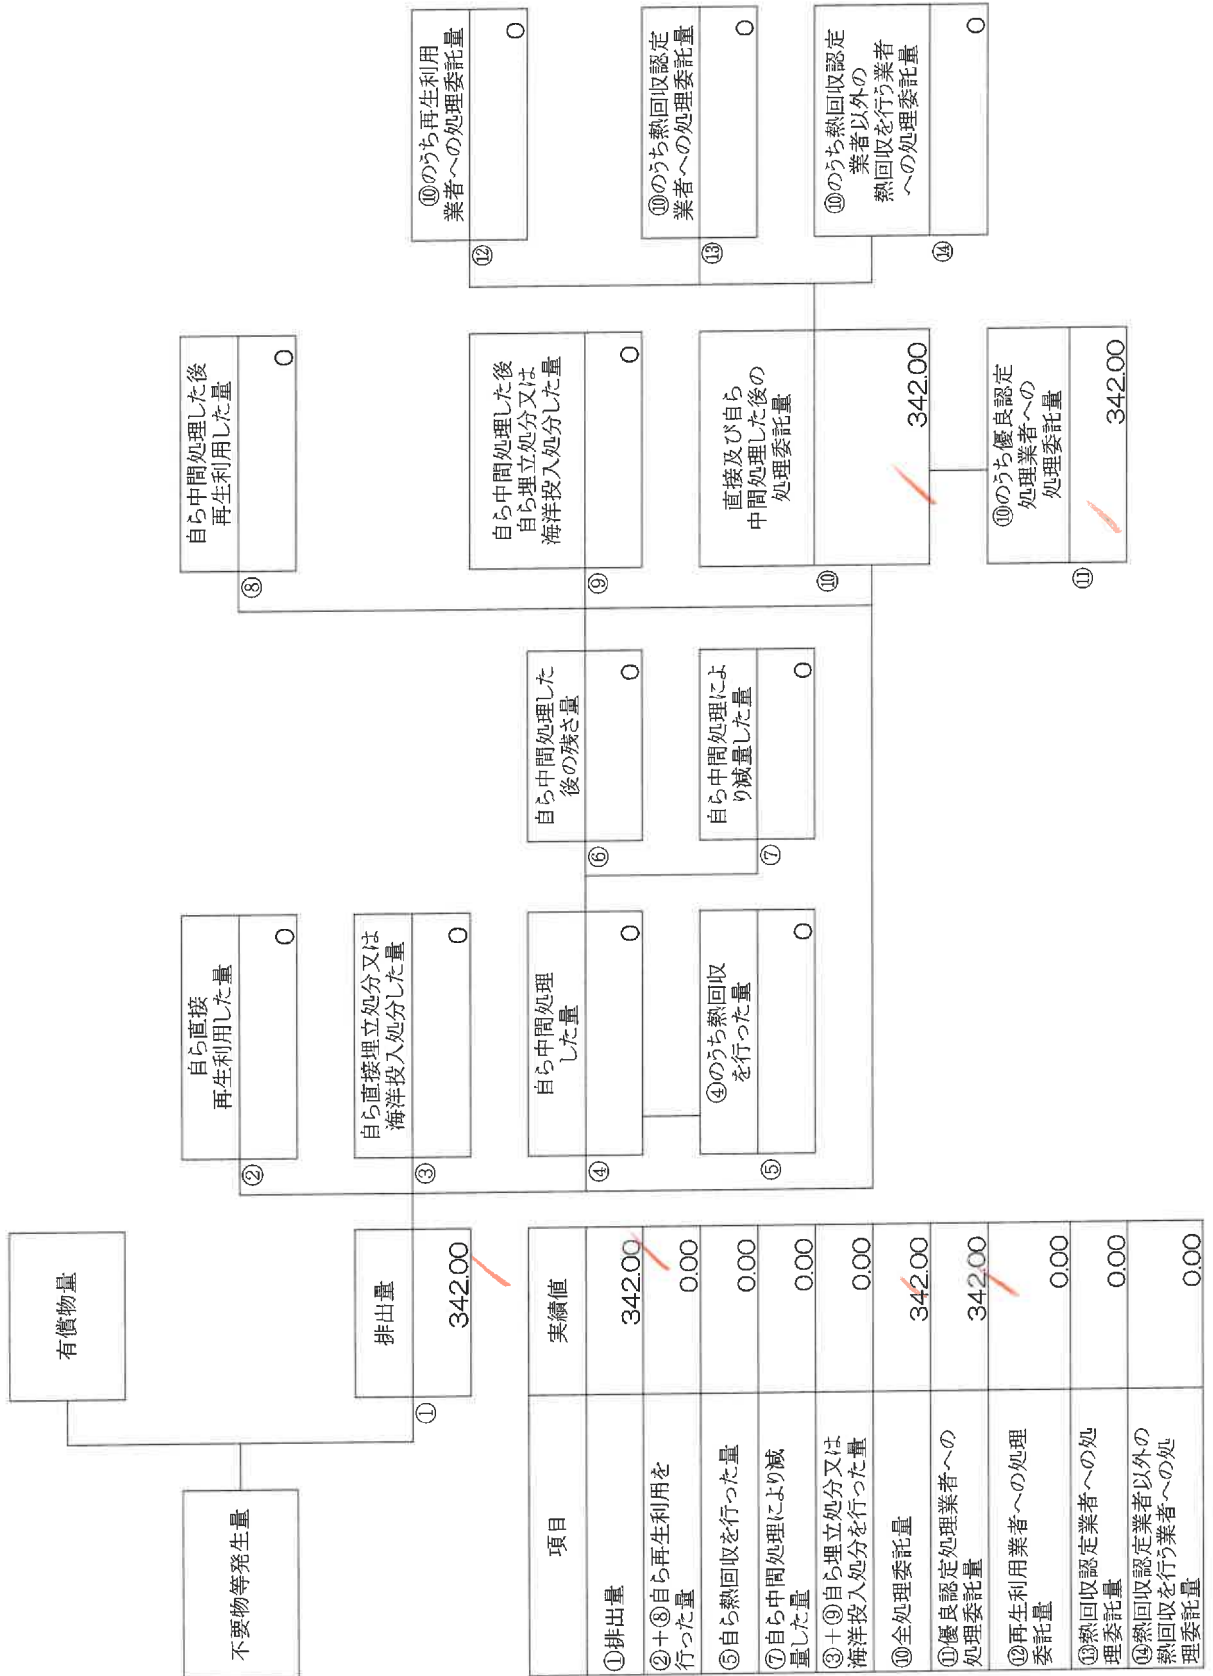 不要物等発生量
有償物量
①
排出量
342.00
②
自ら直接
再生利用した量
0
③
自ら直接埋立処分又は
海洋投入処分した量
0
④
自ら中間処理
した量
0
⑤
④のうち熱回収
を行った量
0
⑥
自ら中間処理した
後の残さ量
0
⑦
自ら中間処理によ
り減量した量
0
⑧
自ら中間処理した後
再生利用した量
0
⑨
自ら中間処理した後
自ら埋立処分又は
海洋投入処分した量
0
⑩
直接及び自ら
中間処理した後の
処理委託量
342.00
⑪
⑩のうち優良認定
処理業者への
処理委託量
342.00
⑫
⑩のうち再生利用
業者への処理委託量
0
⑬
⑩のうち熱回収認定
業者への処理委託量
0
⑭
⑩のうち熱回収認定
業者以外の
熱回収を行う業者
への処理委託量
0
項目 実績値
①排出量 342.00
②+⑧自ら再生利用を
行った量 0.00
⑤自ら熱回収を行った量 0.00
⑦自ら中間処理により減
量した量 0.00
③+⑨自ら埋立処分又は
海洋投入処分を行った量 0.00
⑩全処理委託量 342.00
⑪優良認定処理業者への
処理委託量 342.00
⑫再生利用業者への処理
委託量 0.00
⑬熱回収認定業者への処
理委託量 0.00
⑭熱回収認定業者以外の
熱回収を行う業者への処
理委託量 0.00